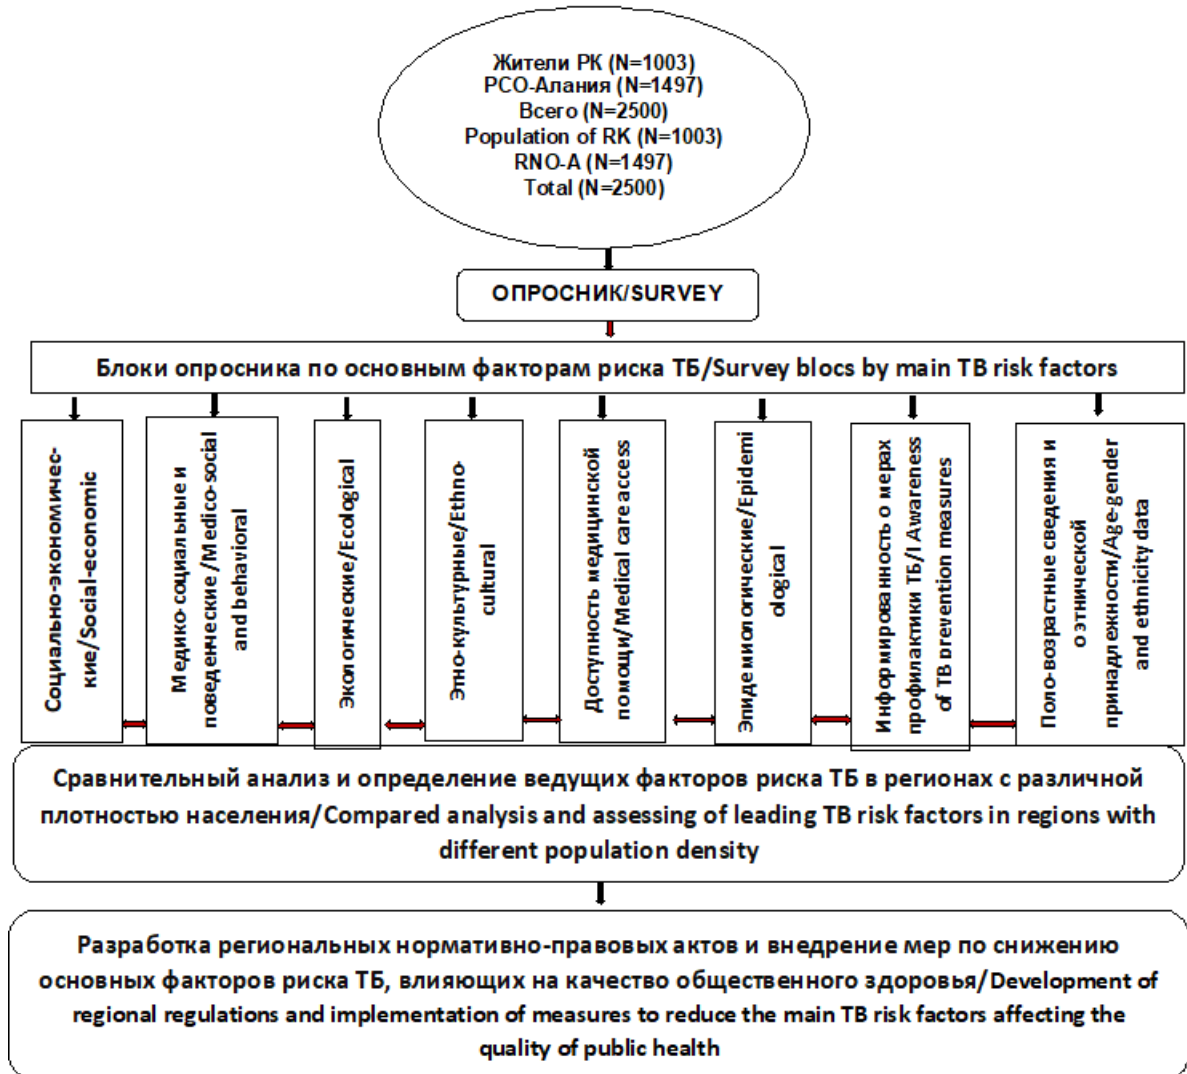 Жители РК (N=1003)
РСО-Алания (N=1497)
Всего (N=2500)
Population of RK (N=1003)
RNO-A (N=1497)
Total (N=2500)
ОПРОСНИК/SURVEY
Блоки опросника по основным факторам риска ТБ/Survey blocs by main TB risk factors
Социально-экономичес-
кие/Social-economic
Медико-социальные и
поведенческие/Medico-social
and behavioral
Экологические/Ecological
Этно-культурные/Ethno-
cultural
Доступность медицинской
помощи/Medical care access
Эпидемиологические/Epidemi
ological
Информированность о мерах
профилактики ТБ/I Awareness
of TB prevention measures
Поло-возрастные сведения и
о этнической
принадлежности/Age-gender
and ethnicity data
Сравнительный анализ и определение ведущих факторов риска ТБ в регионах с различной
плотностью населения/Compared analysis and assessing of leading TB risk factors in regions with
different population density
Разработка региональных нормативно-правовых актов и внедрение мер по снижению
основных факторов риска ТБ, влияющих на качество общественного здоровья/Development of
regional regulations and implementation of measures to reduce the main TB risk factors affecting the
quality of public health